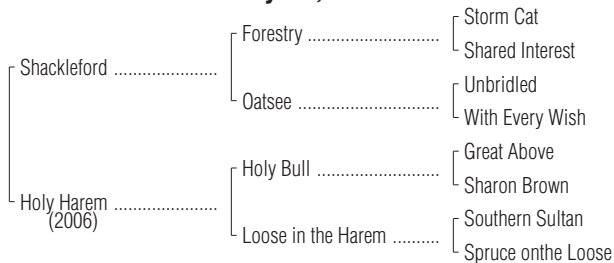 Storm Cat
Forestry ........................................
Shared Interest
Shackleford ......................
Unbridled
Oatsee ..........................................
With Every Wish
Great Above
Holy Bull ......................................
Sharon Brown
Holy Harem ......................
(2006)
Southern Sultan
Loose in the Harem ..........
Spruce onthe Loose